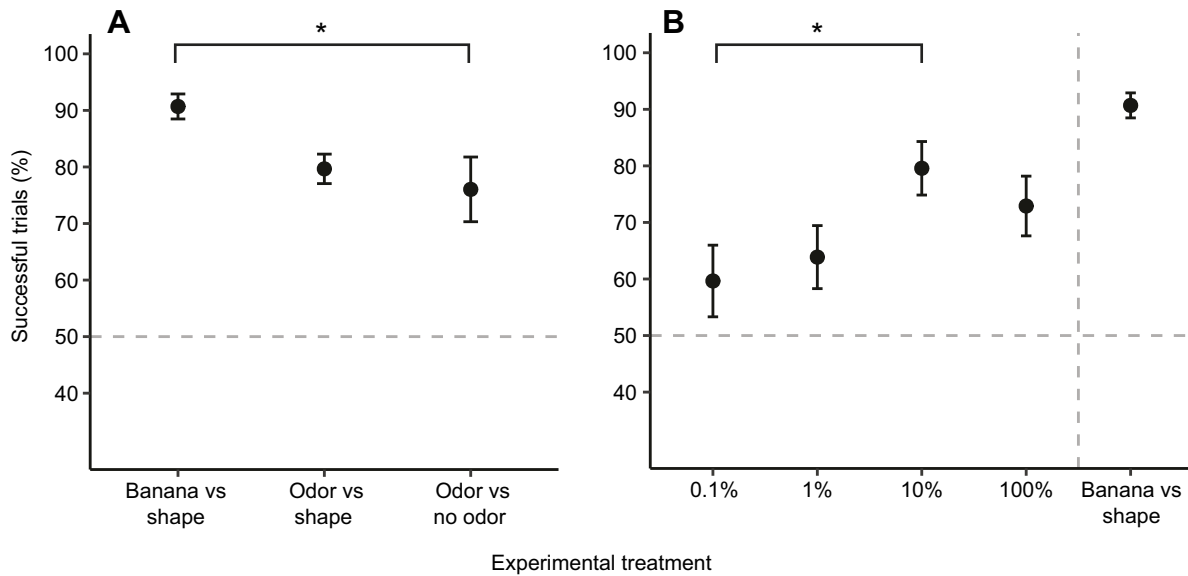 A
*
Successful trials (%)
100
90
80
70
60
50
40
Banana vs
shape
Odor vs
shape
Odor vs
no odor
B
*
100
90
80
70
60
50
40
0.1%
1%
10%
100%
Banana vs
shape
Experimental treatment